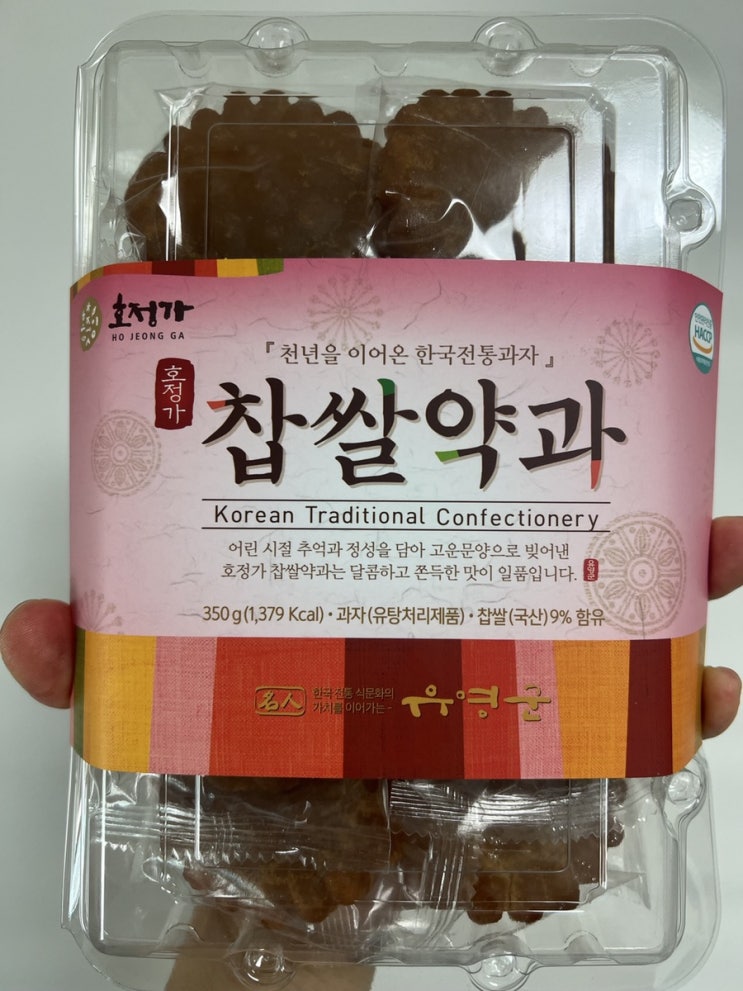 호정가
HO JEONG GA
HACCP
『천년을 이어온 한국전통과자』
호정가
찹쌀약과
Korean Traditional Confectionery
어린 시절 추억과 정성을 담아 고운문양으로 빚어낸
호정가 찹쌀약과는 달콤하고 쫀득한 맛이 일품입니다.
350g(1,379 Kcal)・과자(유탕처리제품)・찹쌀(국산)9% 함유
名人
한국 전통 식문화의
가치를 이어가는-
유영군